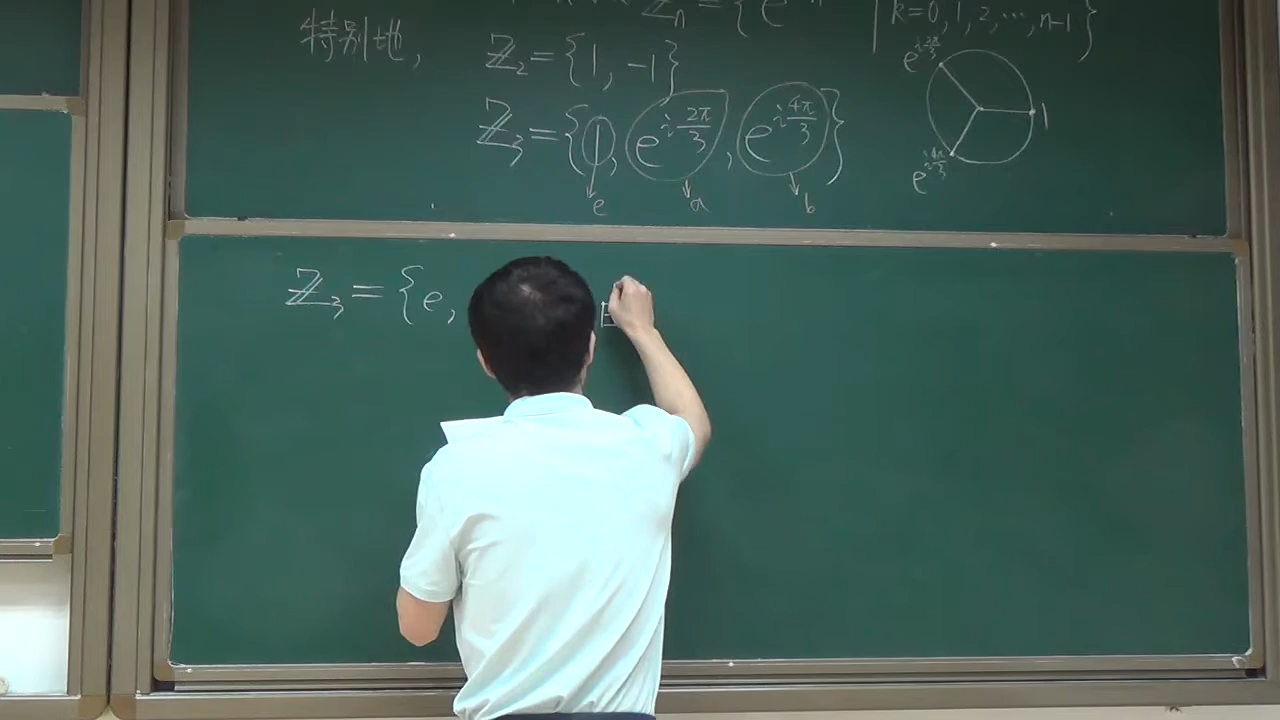 ℤₙ = {e | k=0,1,2,⋯,n-1}
特别地, ℤ₂ = {1, -1}
ℤ₃ = {1, e^{i2π/3}, e^{i4π/3}}
e a b
e^{i2π/3}
1
e^{i4π/3}
ℤ₃ = {e,